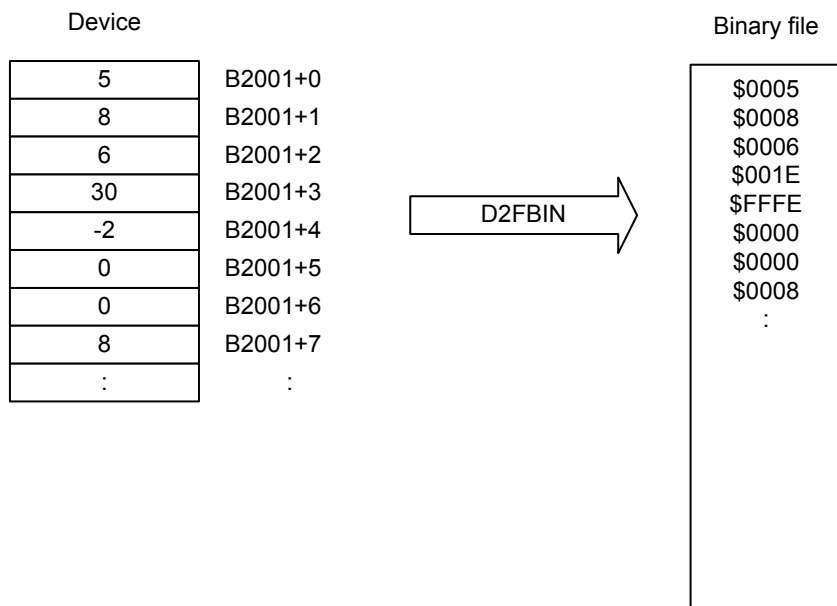 Device
Binary file
5 B2001+0
8 B2001+1
6 B2001+2
30 B2001+3
-2 B2001+4
0 B2001+5
0 B2001+6
8 B2001+7
: :
D2FBIN
$0005
$0008
$0006
$001E
$FFFE
$0000
$0000
$0008
: